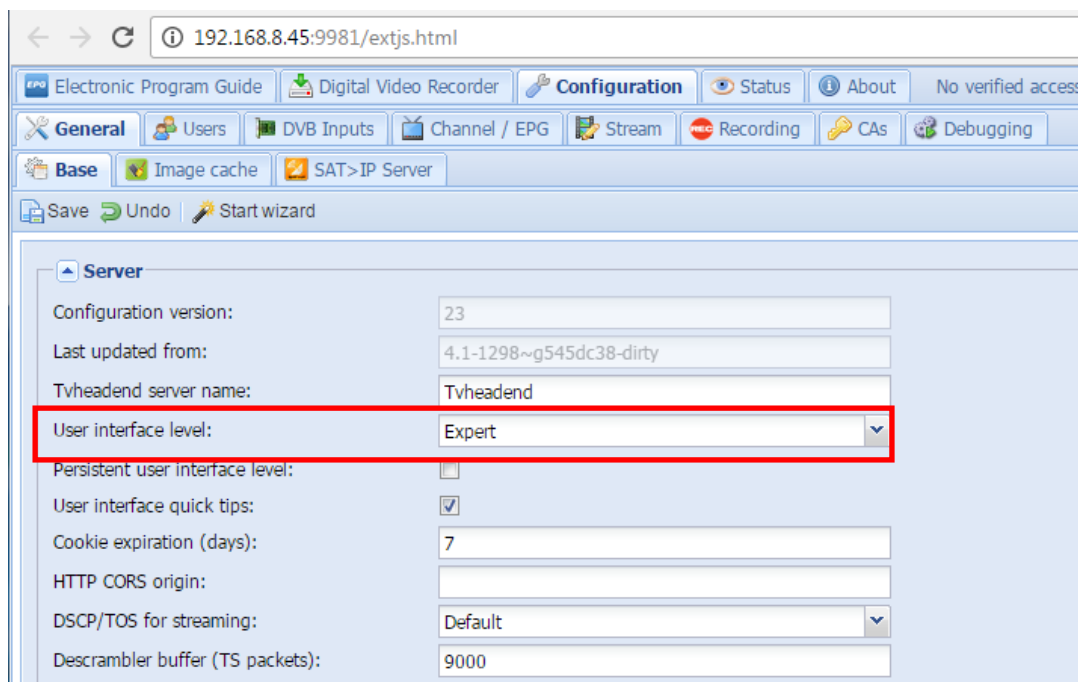 192.168.8.45:9981/extjs.html
EPG Electronic Program Guide Digital Video Recorder Configuration Status About No verified access
General Users DVB Inputs Channel / EPG Stream REC Recording CAs Debugging
Base Image cache SAT>IP Server
Save Undo Start wizard
Server
Configuration version: 23
Last updated from: 4.1-1298~g545dc38-dirty
Tvheadend server name: Tvheadend
User interface level: Expert
Persistent user interface level:
User interface quick tips:
Cookie expiration (days): 7
HTTP CORS origin:
DSCP/TOS for streaming: Default
Descrambler buffer (TS packets): 9000